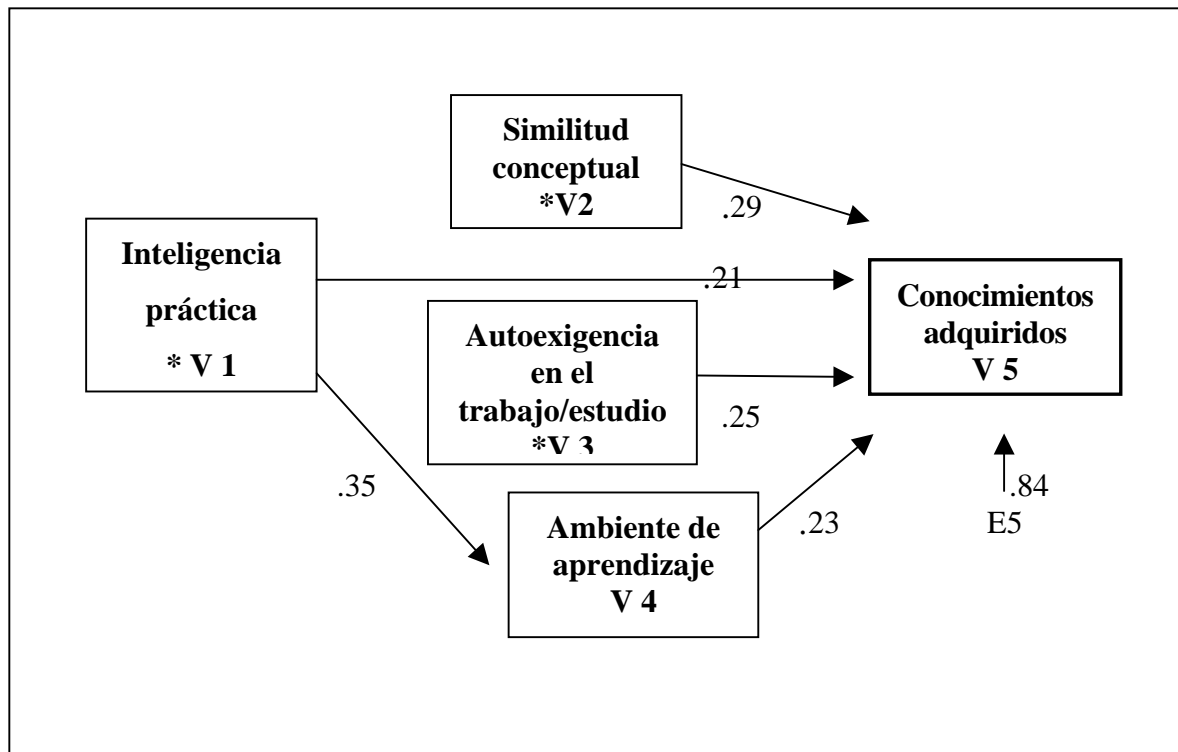 Similitud
conceptual
*V2
.29
Inteligencia
práctica
* V 1
.21
Conocimientos
adquiridos
V 5
Autoexigencia
en el
trabajo/estudio
*V 3
.25
.35
Ambiente de
aprendizaje
V 4
.23
.84
E5